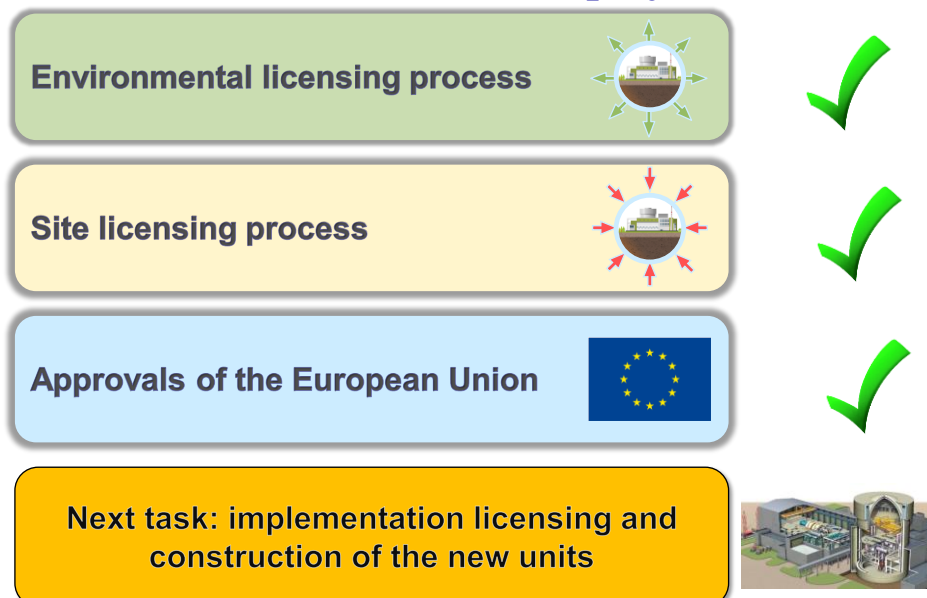 Environmental licensing process
Site licensing process
Approvals of the European Union
Next task: implementation licensing and
construction of the new units